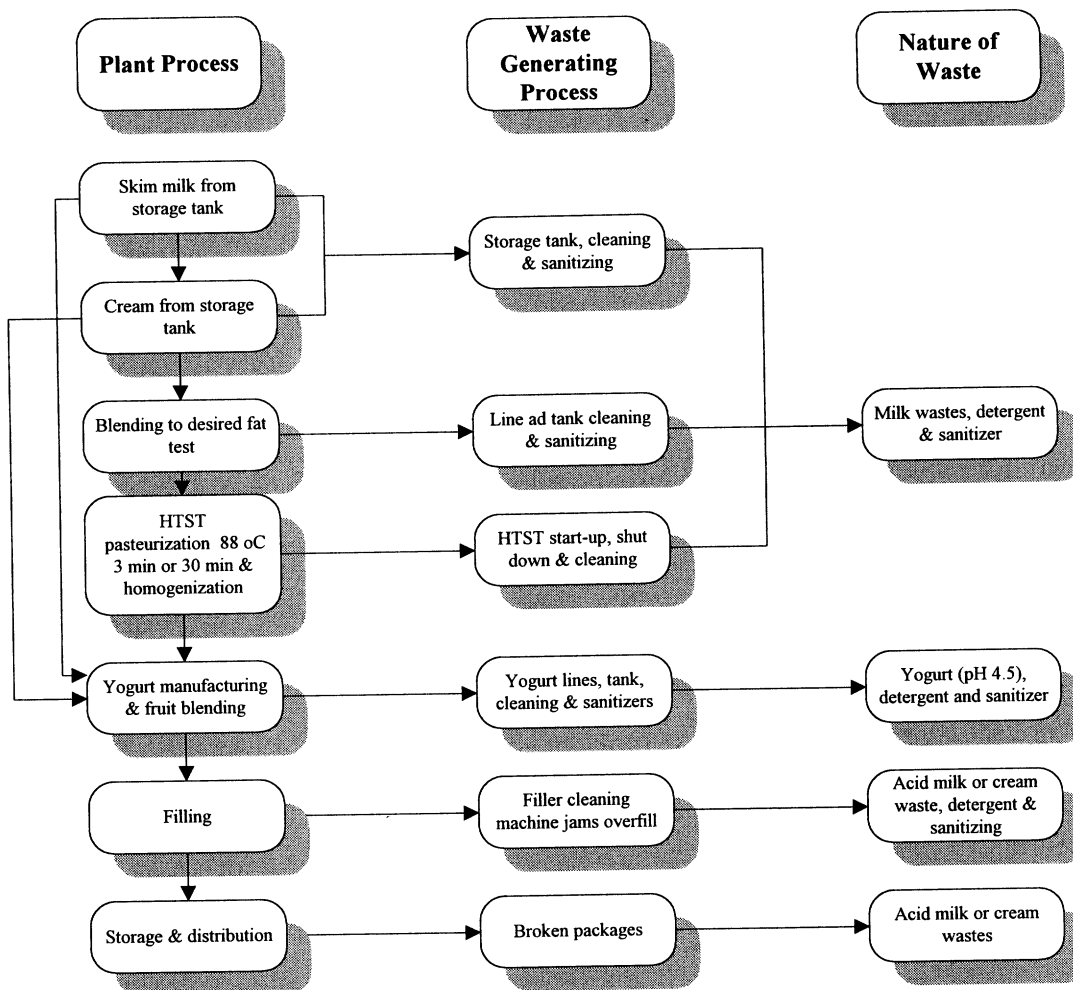 Plant Process
Waste
Generating
Process
Nature of
Waste
Skim milk from
storage tank
Storage tank, cleaning
& sanitizing
Cream from storage
tank
Blending to desired fat
test
Line ad tank cleaning
& sanitizing
Milk wastes, detergent
& sanitizer
HTST
pasteurization 88 oC
3 min or 30 min &
homogenization
HTST start-up, shut
down & cleaning
Yogurt manufacturing
& fruit blending
Yogurt lines, tank,
cleaning & sanitizers
Yogurt (pH 4.5),
detergent and sanitizer
Filling
Filler cleaning
machine jams overfill
Acid milk or cream
waste, detergent &
sanitizing
Storage & distribution
Broken packages
Acid milk or cream
wastes